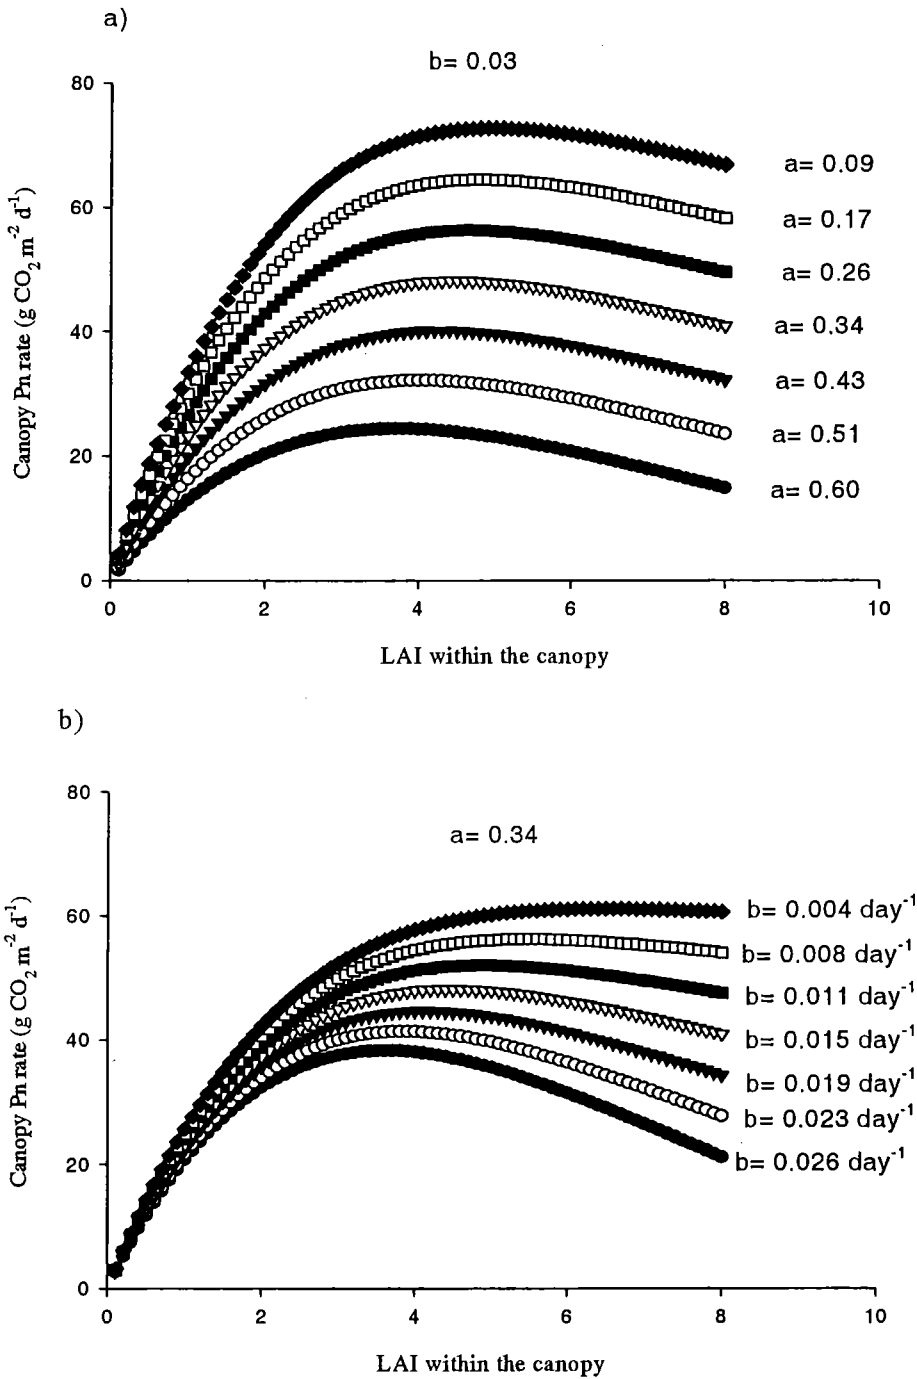 a)
b= 0.03
80
60
40
20
0
Canopy Pn rate (g CO2 m-2 d-1)
a= 0.09
a= 0.17
a= 0.26
a= 0.34
a= 0.43
a= 0.51
a= 0.60
0 2 4 6 8 10
LAI within the canopy
b)
a= 0.34
80
60
40
20
0
Canopy Pn rate (g CO2 m-2 d-1)
b= 0.004 day-1
b= 0.008 day-1
b= 0.011 day-1
b= 0.015 day-1
b= 0.019 day-1
b= 0.023 day-1
b= 0.026 day-1
0 2 4 6 8 10
LAI within the canopy